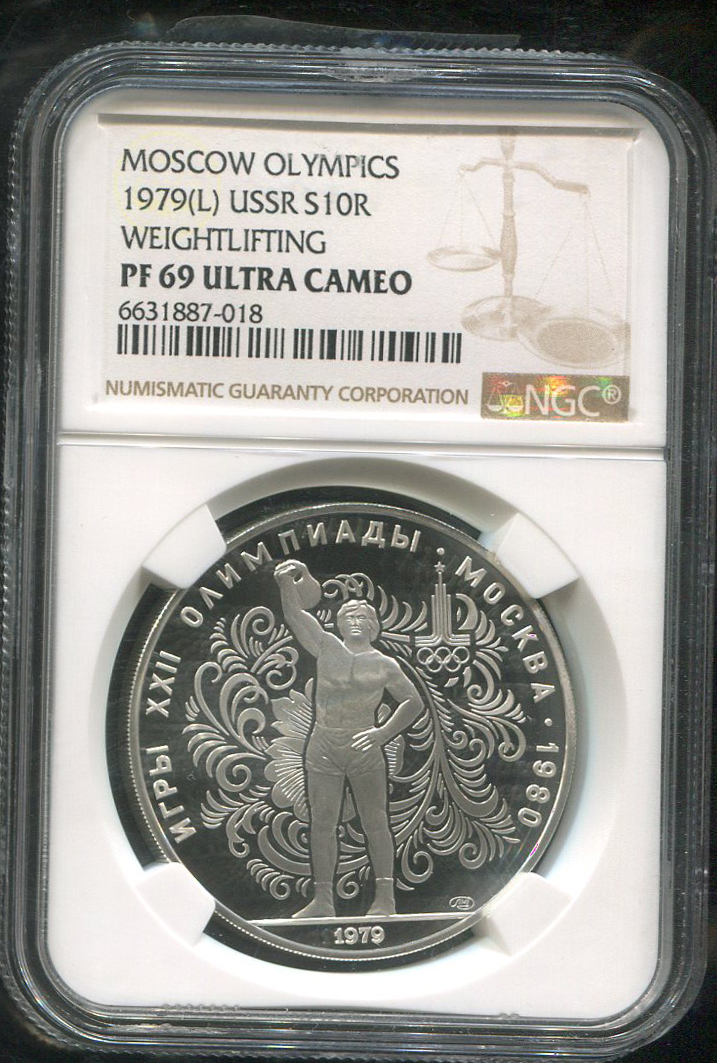 MOSCOW OLYMPICS
1979(L) USSR S10R
WEIGHTLIFTING
PF 69 ULTRA CAMEO
6631887-018
NUMISMATIC GUARANTY CORPORATION
NGC®
ИГРЫ XXII ОЛИМПИАДЫ · МОСКВА · 1980
1979